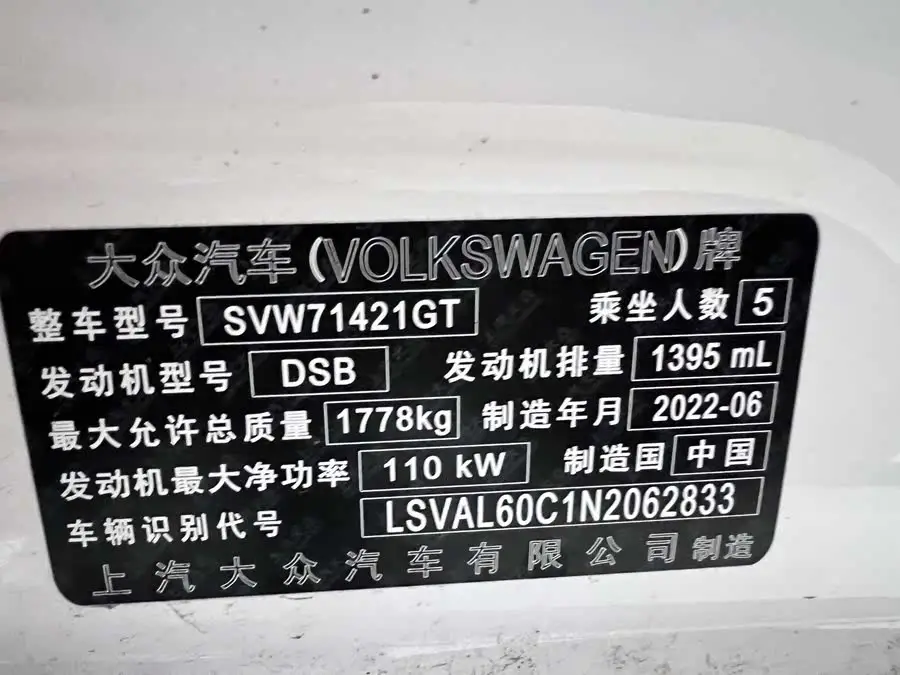 大众汽车(VOLKSWAGEN)牌
整车型号 SVW71421GT 乘坐人数 5
发动机型号 DSB 发动机排量 1395 mL
最大允许总质量 1778kg 制造年月 2022-06
发动机最大净功率 110 kW 制造国 中国
车辆识别代号 LSVAL60C1N2062833
上汽大众汽车有限公司制造